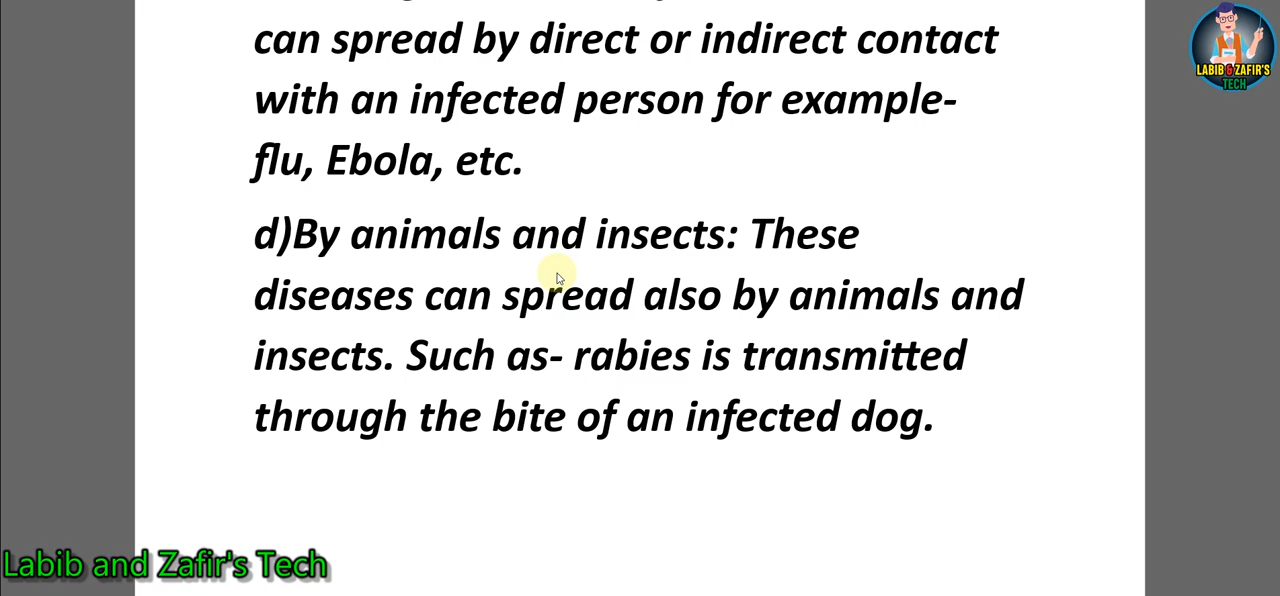 can spread by direct or indirect contact
with an infected person for example-
flu, Ebola, etc.
d)By animals and insects: These
diseases can spread also by animals and
insects. Such as- rabies is transmitted
through the bite of an infected dog.
LABIB & ZAFIR'S
TECH
Labib and Zafir's Tech